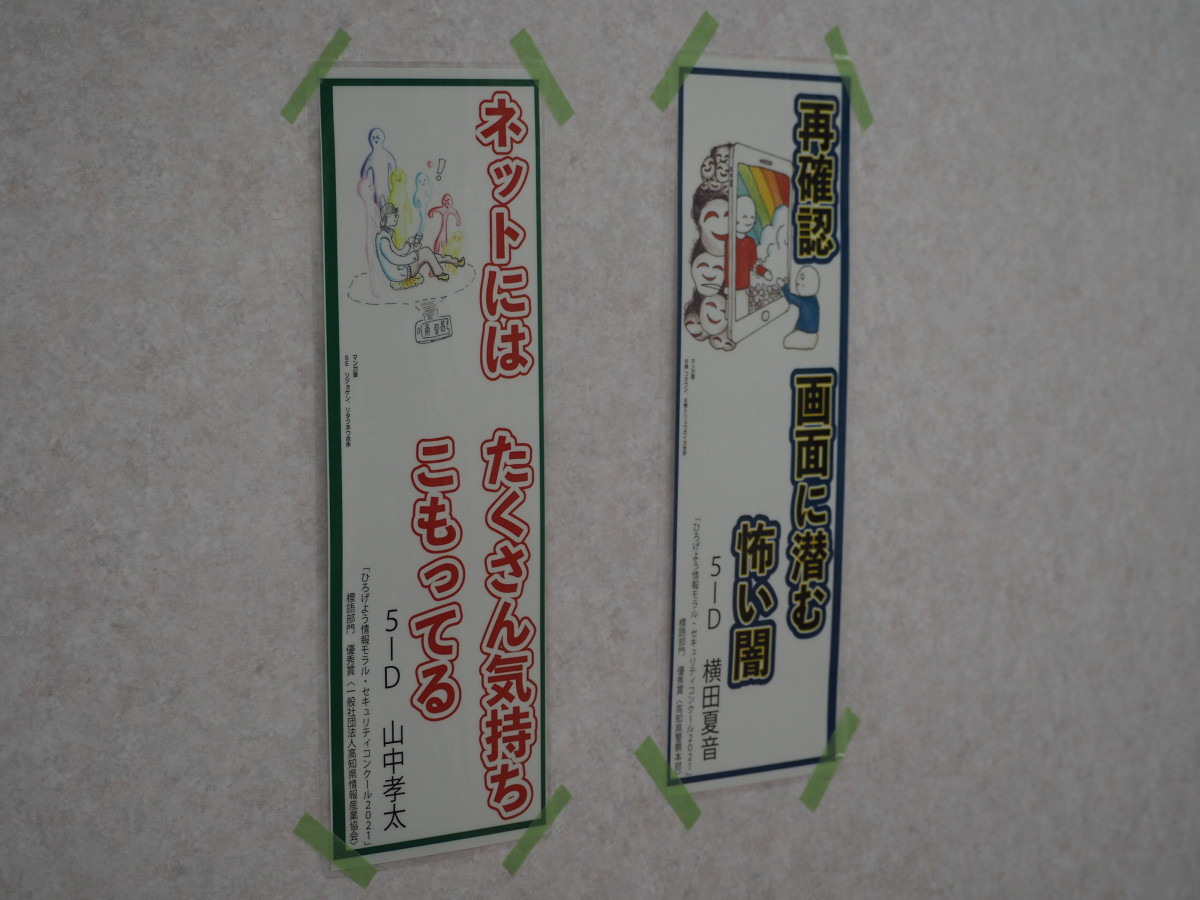 再確認
画面に潜む
怖い闇
5ーD 横田夏音
「ひろげよう情報モラル・セキュリティコンクール2021」
標語部門 優秀賞〈高知県警察本部〉
ネットには
たくさん気持ち
こもってる
5ーD 山中孝太
「ひろげよう情報モラル・セキュリティコンクール2021」
標語部門 優秀賞〈一般社団法人高知県情報産業協会〉
マンガ等